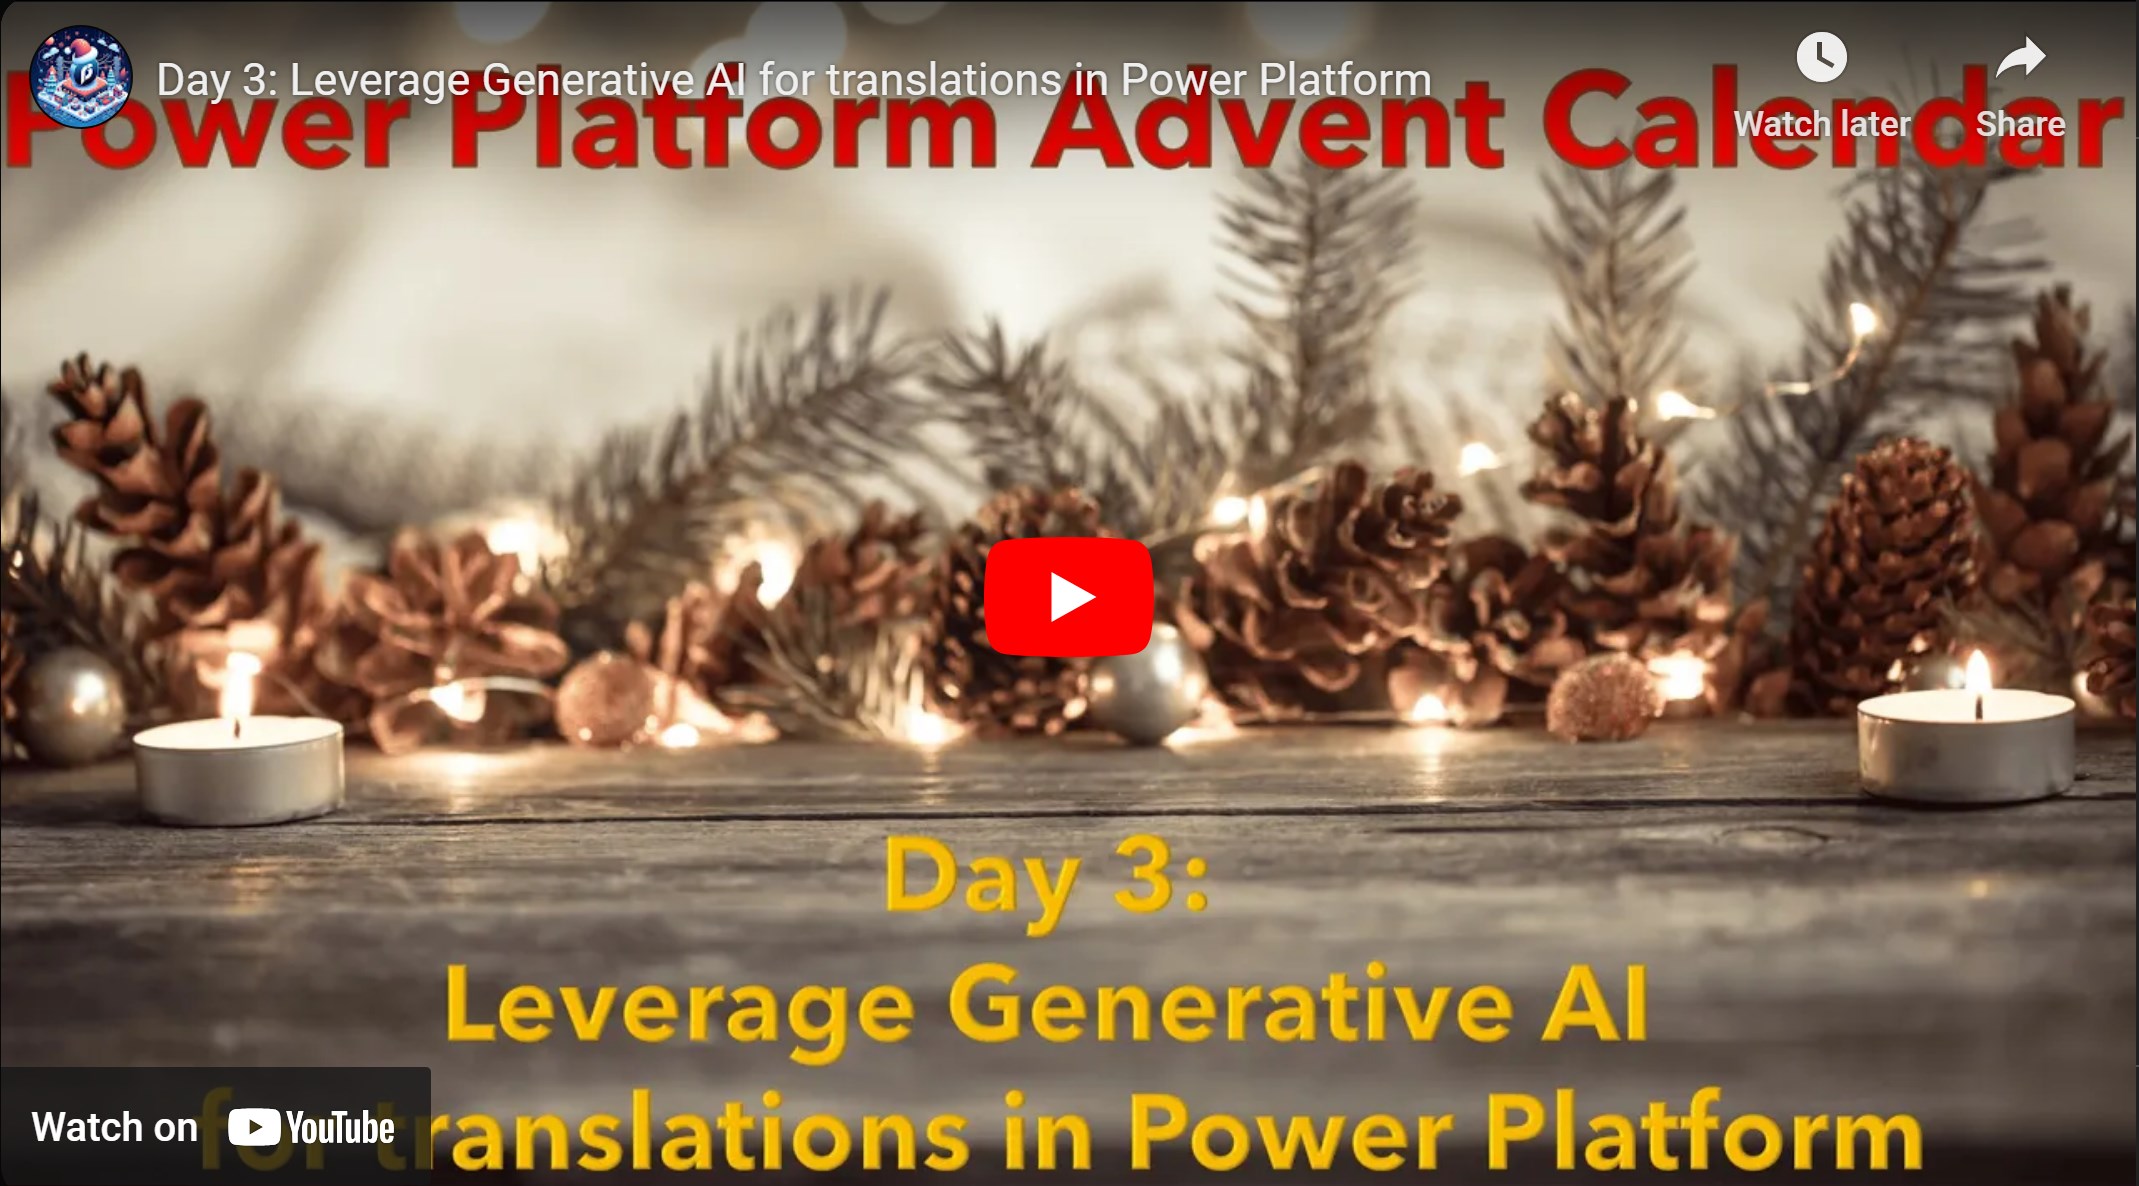 Day 3: Leverage Generative AI for translations in Power Platform
Watch later
Share
Power Platform Advent Calendar
Day 3:
Leverage Generative AI
for translations in Power Platform
Watch on YouTube